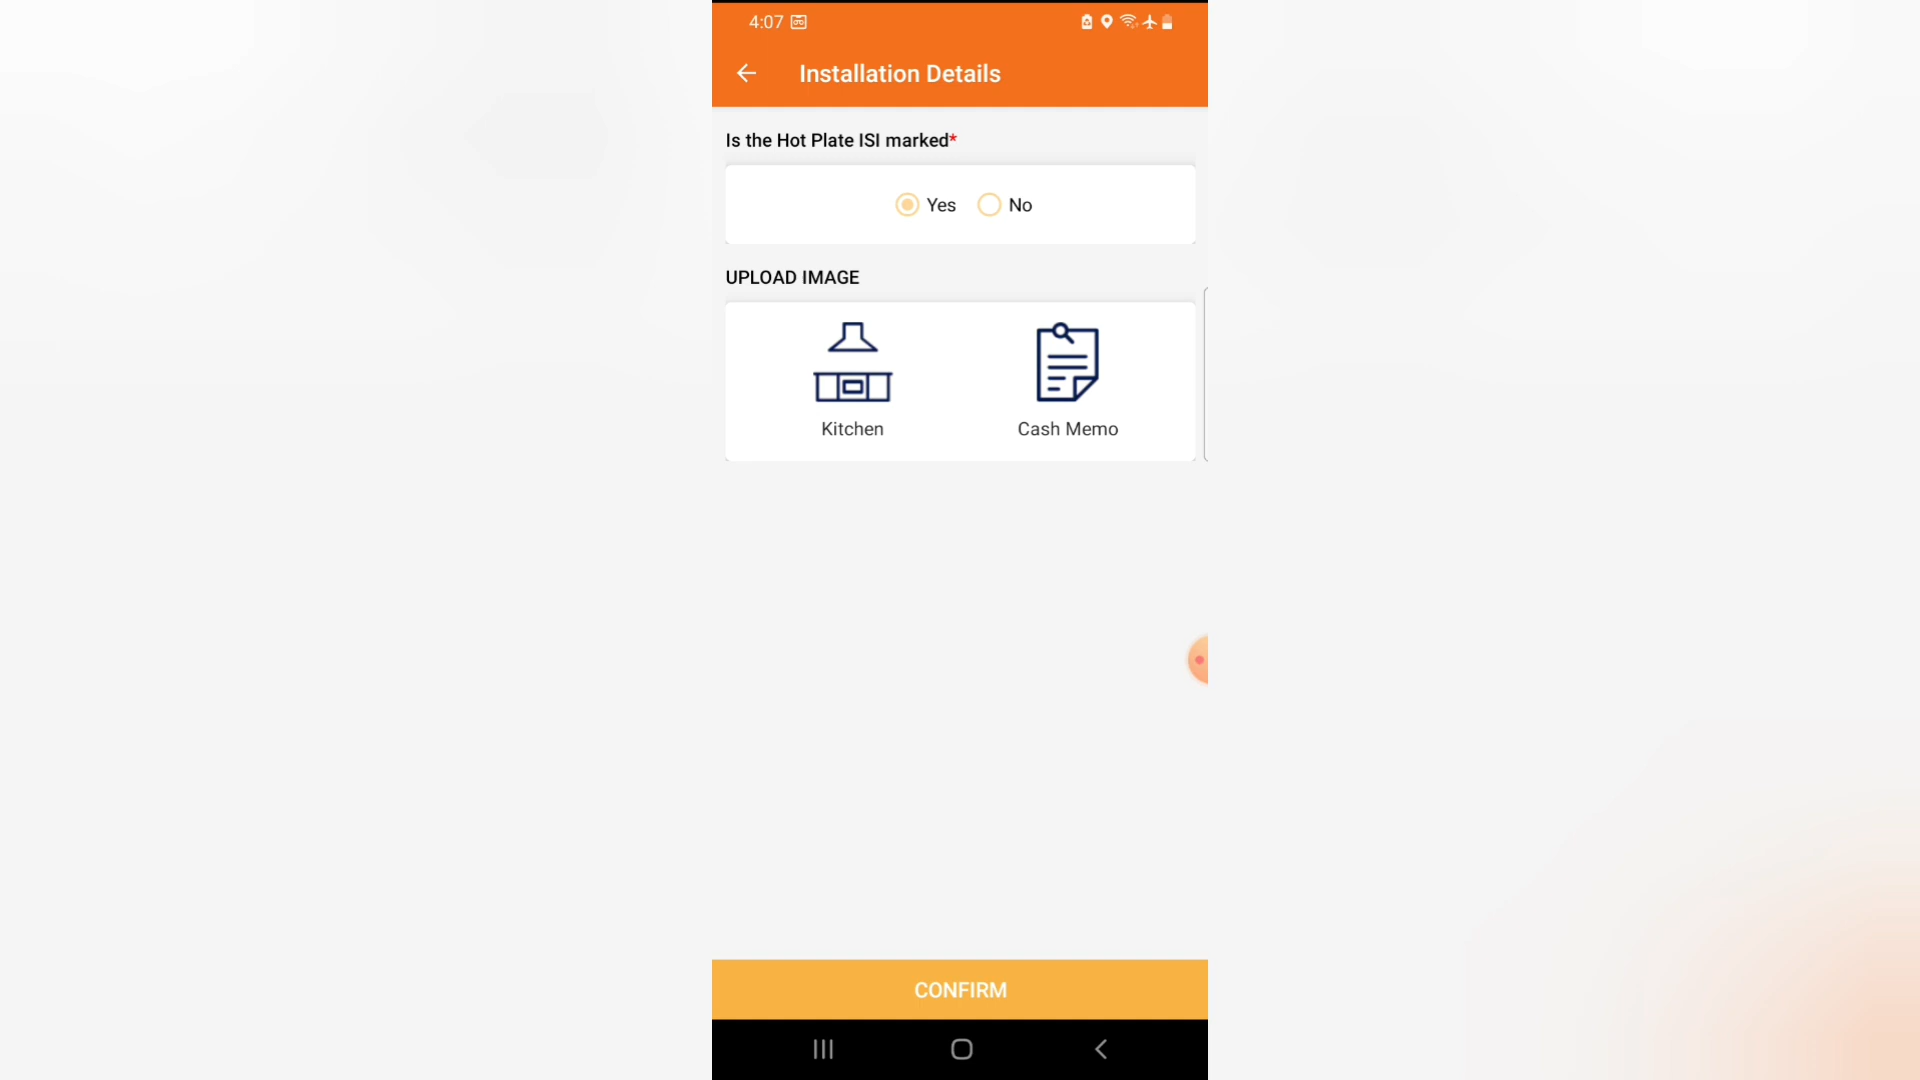 4:07
Installation Details
Is the Hot Plate ISI marked*
Yes No
UPLOAD IMAGE
Kitchen Cash Memo
CONFIRM